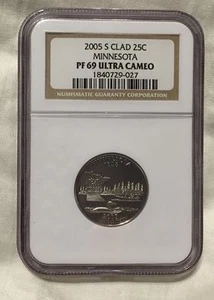 2005 S CLAD 25C
MINNESOTA
PF 69 ULTRA CAMEO
1840729-027
NUMISMATIC GUARANTY CORPORATION